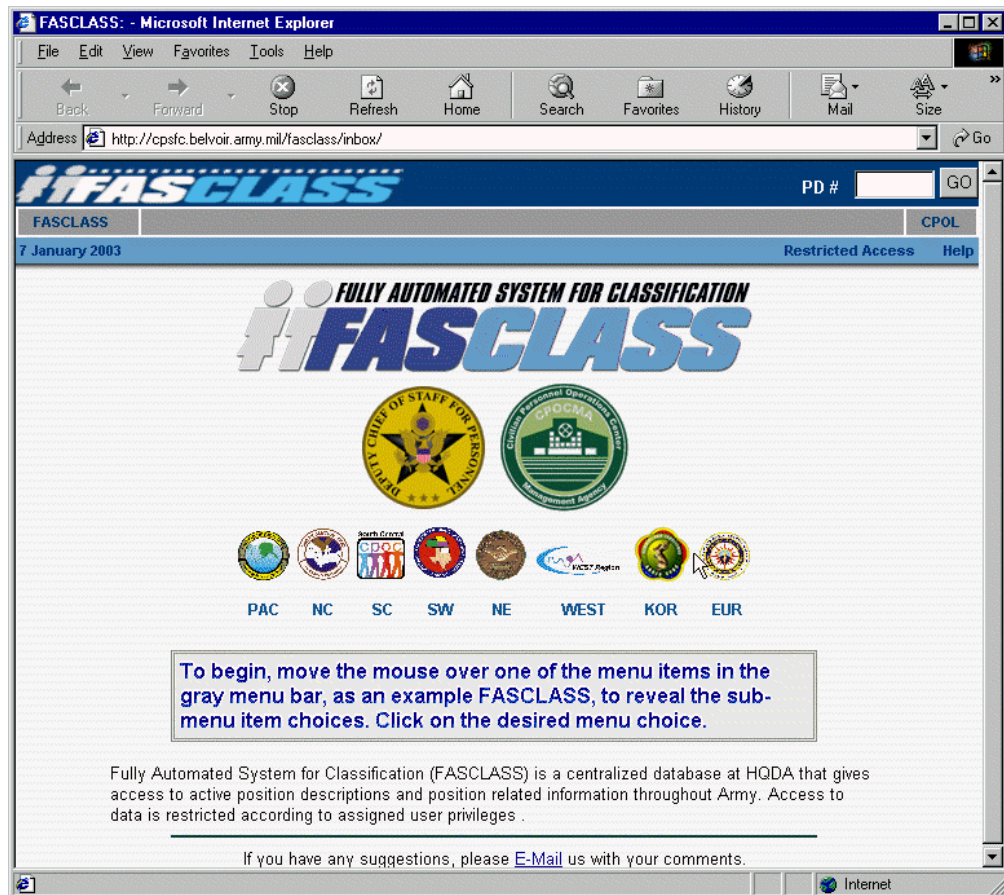 FASCLASS: - Microsoft Internet Explorer
File Edit View Favorites Tools Help
Back Forward Stop Refresh Home Search Favorites History Mail Size »
Address http://cpsfc.belvoir.army.mil/fasclass/inbox/ Go
FASCLASS PD # GO
FASCLASS CPOL
7 January 2003 Restricted Access Help
FULLY AUTOMATED SYSTEM FOR CLASSIFICATION
FASCLASS
DEPUTY CHIEF OF STAFF FOR PERSONNEL
Civilian Personnel Operations Center
CPOCMA
Management Agency
South Central
CPOC
WEST Region
PAC NC SC SW NE WEST KOR EUR
To begin, move the mouse over one of the menu items in the
gray menu bar, as an example FASCLASS, to reveal the sub-
menu item choices. Click on the desired menu choice.
Fully Automated System for Classification (FASCLASS) is a centralized database at HQDA that gives
access to active position descriptions and position related information throughout Army. Access to
data is restricted according to assigned user privileges .
If you have any suggestions, please E-Mail us with your comments.
Internet